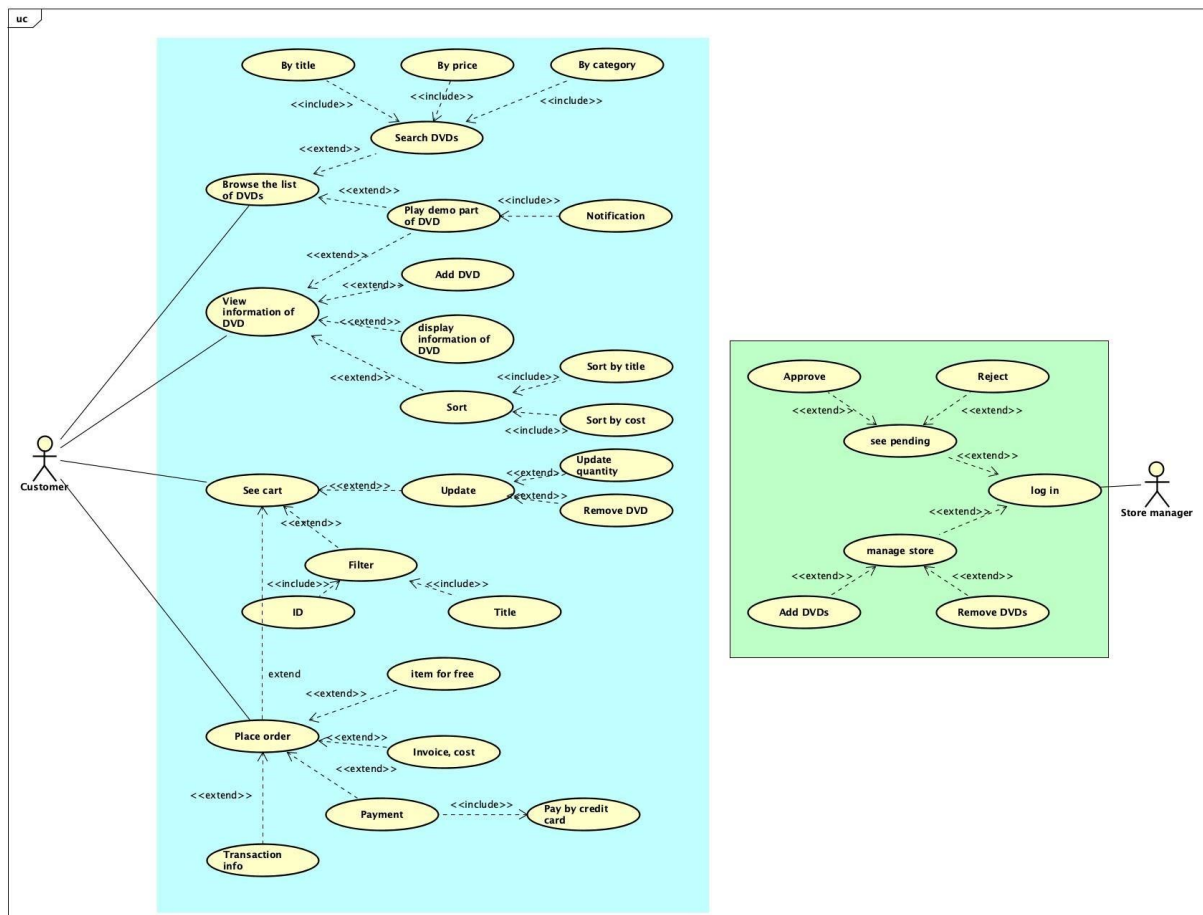 uc
By title
By price
By category
<<include>>
<<include>>
<<include>>
Search DVDs
<<extend>>
Browse the list
of DVDs
<<extend>>
Play demo part
of DVD
<<include>>
Notification
<<extend>>
Add DVD
<<extend>>
View
information of
DVD
<<extend>>
display
information of
DVD
<<extend>>
Sort
<<include>>
Sort by title
<<include>>
Sort by cost
Customer
See cart
<<extend>>
Update
<<extend>>
Update
quantity
<<extend>>
Remove DVD
<<extend>>
Filter
<<include>>
<<include>>
ID
Title
extend
item for free
<<extend>>
Place order
<<extend>>
Invoice, cost
<<extend>>
<<extend>>
Payment
<<include>>
Pay by credit
card
Transaction
info
Approve
Reject
<<extend>>
<<extend>>
see pending
<<extend>>
log in
Store manager
<<extend>>
manage store
<<extend>>
<<extend>>
Add DVDs
Remove DVDs